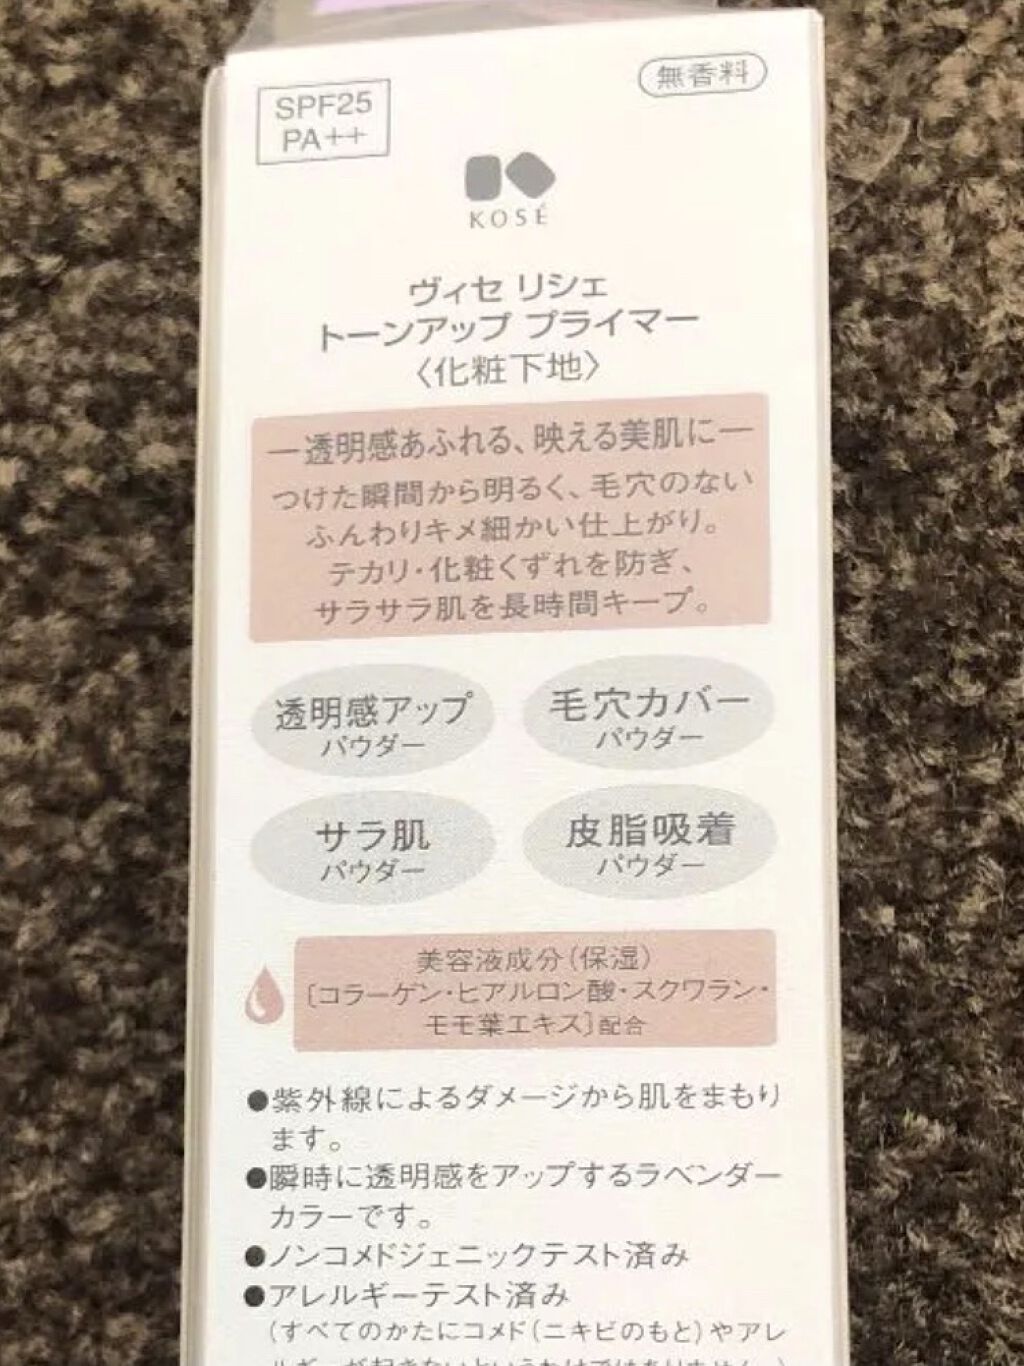 SPF25
PA++
無香料
KOSÉ
ヴィセ リシェ
トーンアップ プライマー
〈化粧下地〉
―透明感あふれる、映える美肌に―
つけた瞬間から明るく、毛穴のない
ふんわりキメ細かい仕上がり。
テカリ・化粧くずれを防ぎ、
サラサラ肌を長時間キープ。
透明感アップ
パウダー
毛穴カバー
パウダー
サラ肌
パウダー
皮脂吸着
パウダー
美容液成分(保湿)
[コラーゲン・ヒアルロン酸・スクワラン・
モモ葉エキス]配合
●紫外線によるダメージから肌をまもり
ます。
●瞬時に透明感をアップするラベンダー
カラーです。
●ノンコメドジェニックテスト済み
●アレルギーテスト済み
(すべてのかたにコメド(ニキビのもと)やアレ